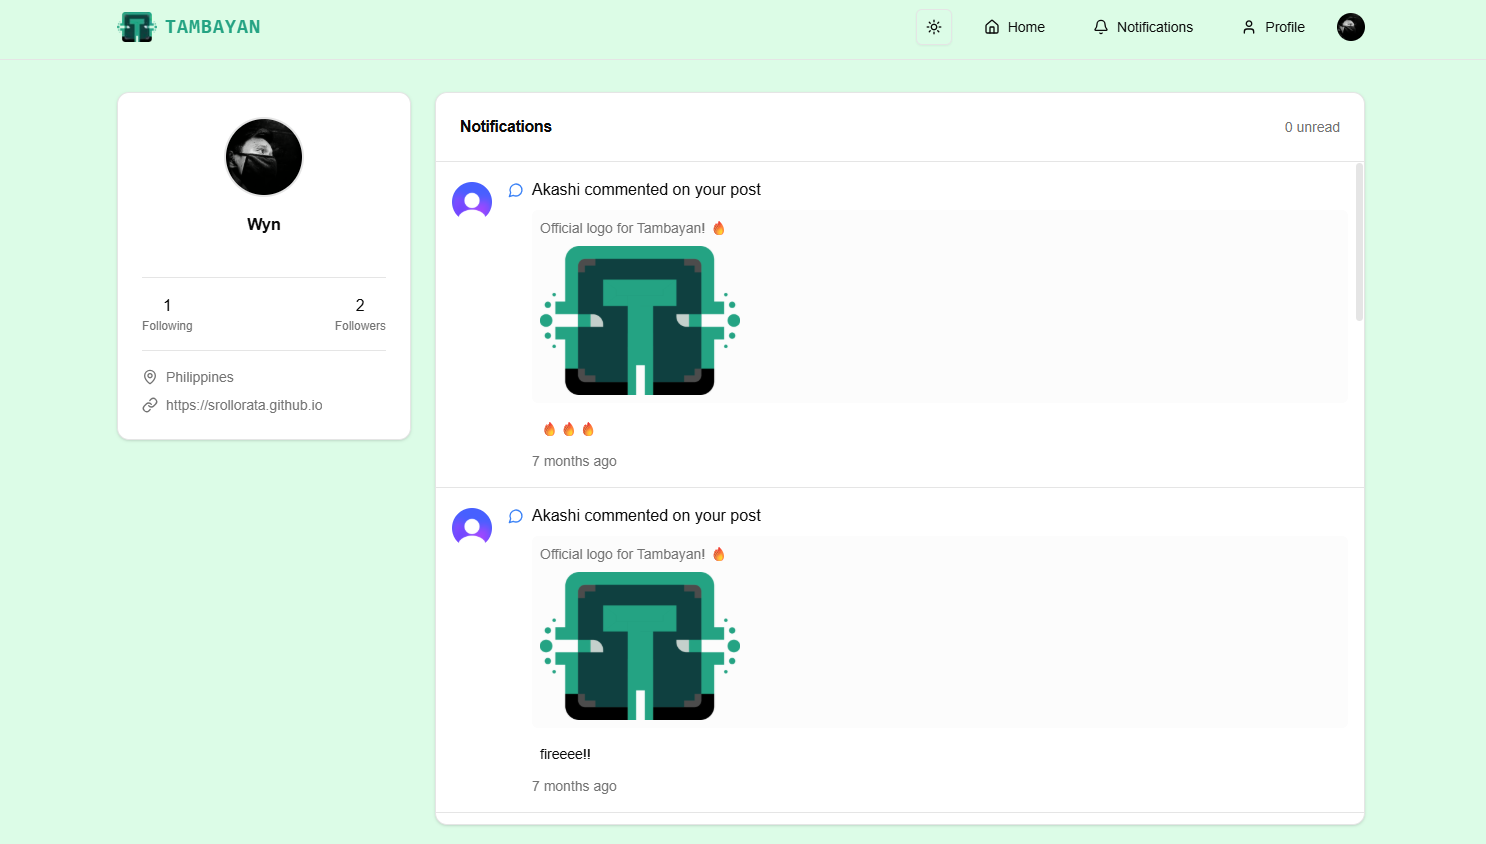 TAMBAYAN
Home
Notifications
Profile
Wyn
1
Following
2
Followers
Philippines
https://srollorata.github.io
Notifications
0 unread
Akashi commented on your post
Official logo for Tambayan! 🔥
T
🔥 🔥 🔥
7 months ago
Akashi commented on your post
Official logo for Tambayan! 🔥
T
fireeee!!
7 months ago